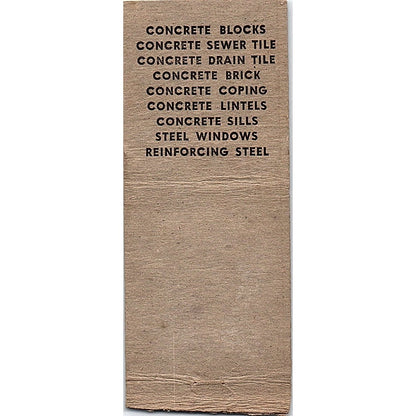 CONCRETE BLOCKS
CONCRETE SEWER TILE
CONCRETE DRAIN TILE
CONCRETE BRICK
CONCRETE COPING
CONCRETE LINTELS
CONCRETE SILLS
STEEL WINDOWS
REINFORCING STEEL